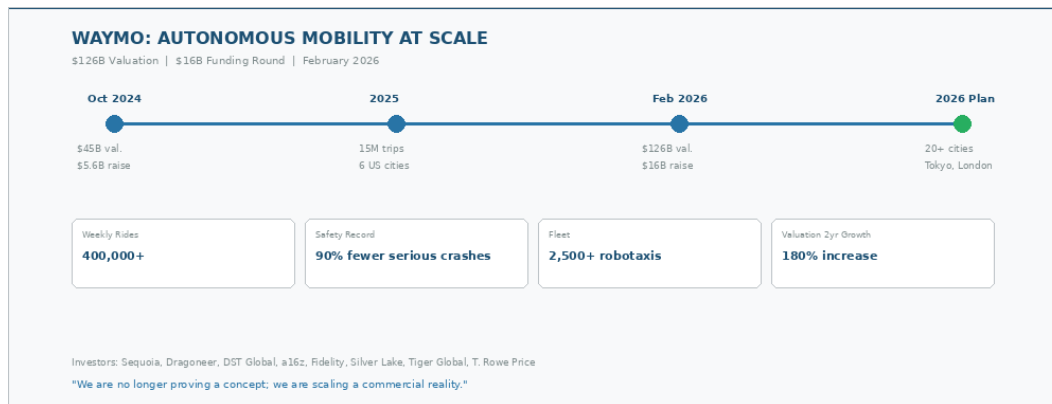 WAYMO: AUTONOMOUS MOBILITY AT SCALE
$126B Valuation | $16B Funding Round | February 2026
Oct 2024
$45B val.
$5.6B raise
2025
15M trips
6 US cities
Feb 2026
$126B val.
$16B raise
2026 Plan
20+ cities
Tokyo, London
Weekly Rides
400,000+
Safety Record
90% fewer serious crashes
Fleet
2,500+ robotaxis
Valuation 2yr Growth
180% increase
Investors: Sequoia, Dragoneer, DST Global, a16z, Fidelity, Silver Lake, Tiger Global, T. Rowe Price
"We are no longer proving a concept; we are scaling a commercial reality."